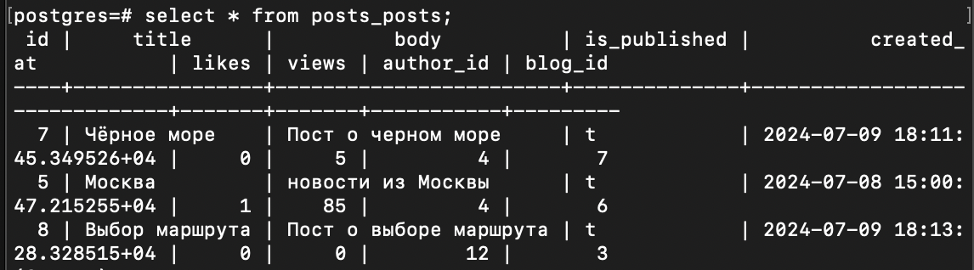 [postgres=# select * from posts_posts; ]
 id |     title      |         body          | is_published |          created_
at          | likes | views | author_id | blog_id
----+----------------+-----------------------+--------------+------------------
--------------+-------+-------+-----------+---------
  7 | Чёрное море    | Пост о черном море    | t            | 2024-07-09 18:11:
45.349526+04 |     0 |     5 |         4 |       7
  5 | Москва         | новости из Москвы     | t            | 2024-07-08 15:00:
47.215255+04 |     1 |    85 |         4 |       6
  8 | Выбор маршрута | Пост о выборе маршрута | t            | 2024-07-09 18:13:
28.328515+04 |     0 |     0 |        12 |       3